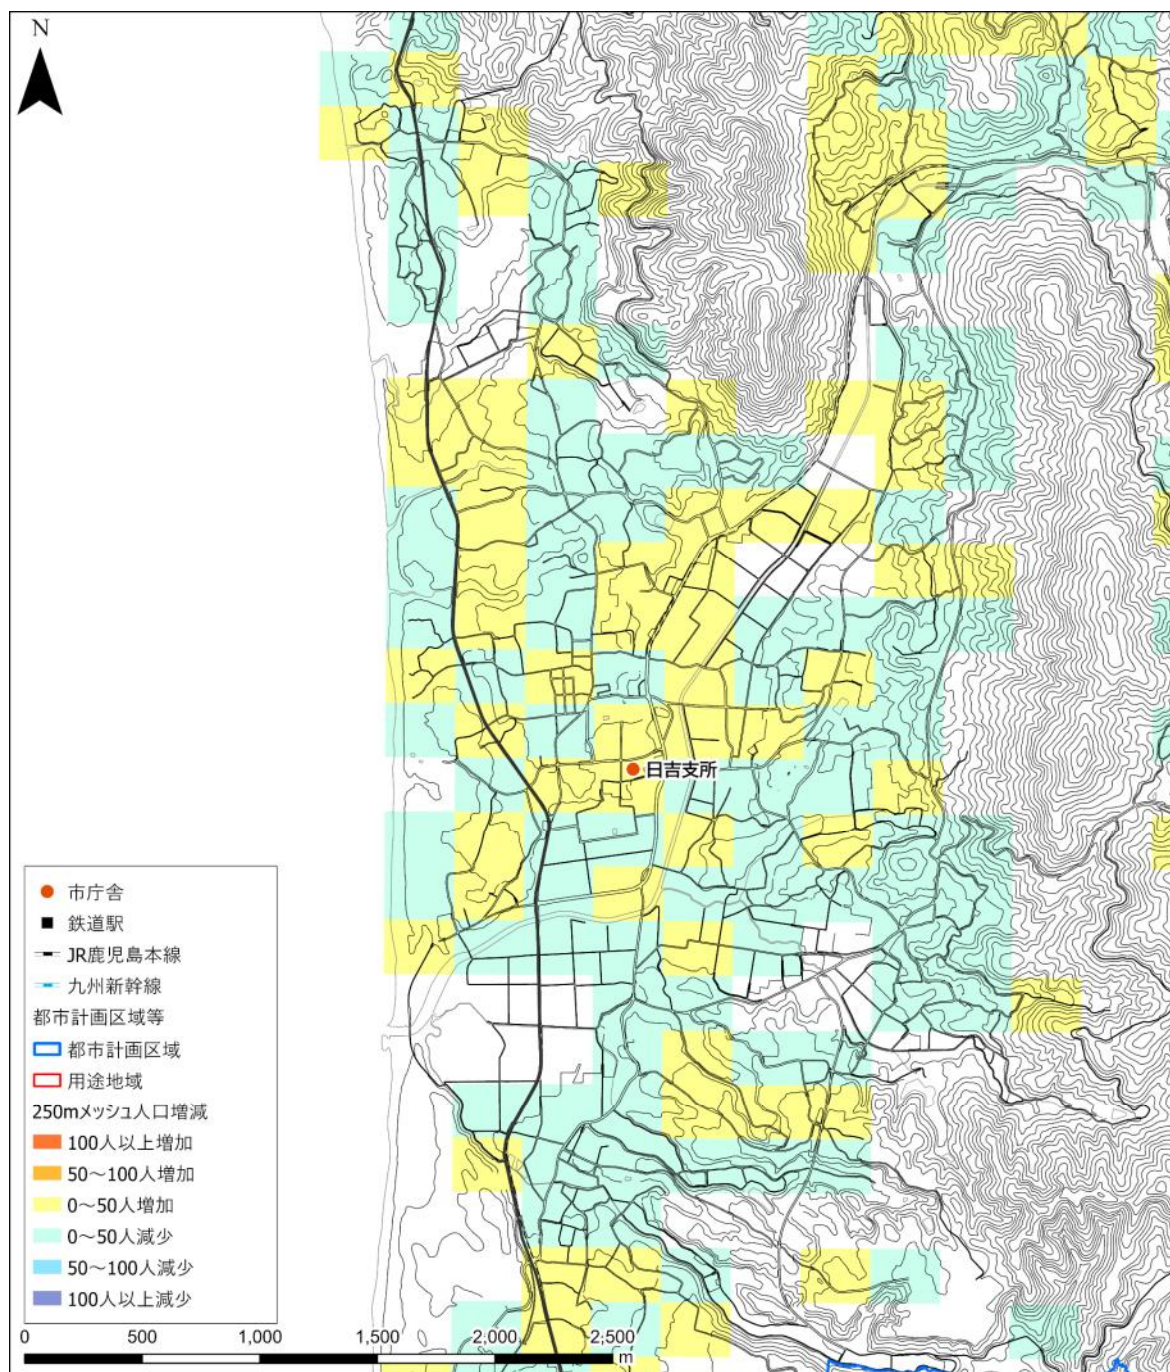 N
日吉支所
市庁舎
鉄道駅
JR鹿児島本線
九州新幹線
都市計画区域等
都市計画区域
用途地域
250mメッシュ人口増減
100人以上増加
50～100人増加
0～50人増加
0～50人減少
50～100人減少
100人以上減少
0 500 1,000 1,500 2,000 2,500
m